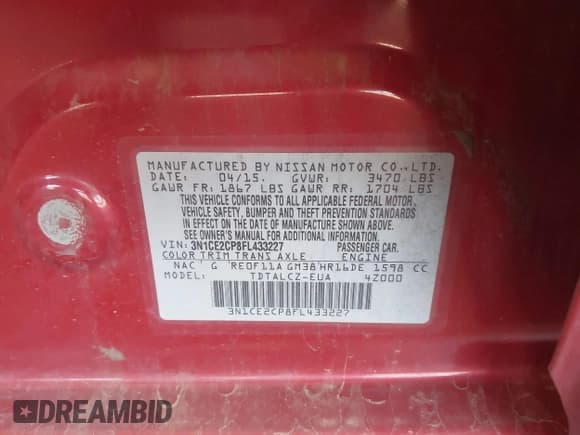 MANUFACTURED BY NISSAN MOTOR CO.,LTD.
DATE: 04/15. GVWR: 3470 LBS
GAWR FR: 1867 LBS GAWR RR: 1704 LBS
THIS VEHICLE CONFORMS TO ALL APPLICABLE FEDERAL MOTOR
VEHICLE SAFETY, BUMPER AND THEFT PREVENTION STANDARDS
IN EFFECT ON THE DATE OF MANUFACTURE SHOWN ABOVE.
SEE OWNER'S MANUAL FOR ADDITIONAL INFORMATION.
VIN: 3N1CE2CP8FL433227 PASSENGER CAR.
COLOR TRIM TRANS AXLE ENGINE
NAC G RE0F11A GM38 HR16DE 1598 CC
MODEL: TDTALCZ-EUA 4Z000
3N1CE2CP8FL433227
DREAMBID